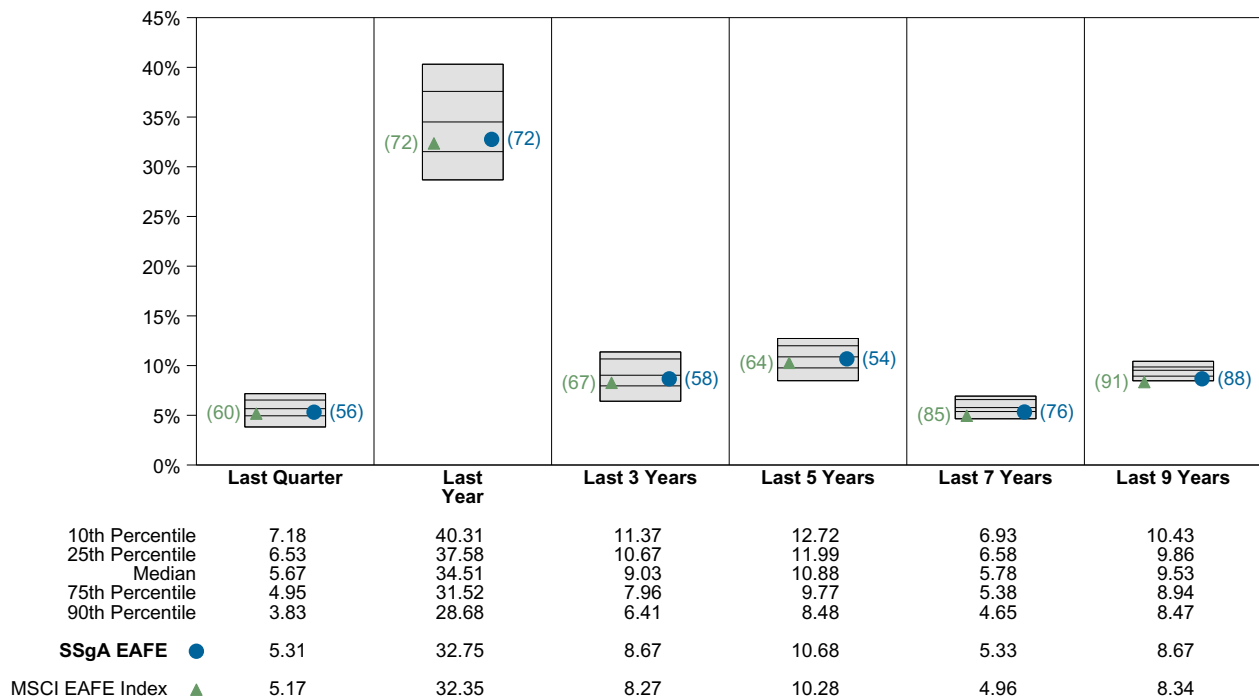 45%
40%
35%
30%
25%
20%
15%
10%
5%
0%
(60) (56)
(72) (72)
(67) (58)
(64) (54)
(85) (76)
(91) (88)
Last Quarter Last Year Last 3 Years Last 5 Years Last 7 Years Last 9 Years
10th Percentile 7.18 40.31 11.37 12.72 6.93 10.43
25th Percentile 6.53 37.58 10.67 11.99 6.58 9.86
Median 5.67 34.51 9.03 10.88 5.78 9.53
75th Percentile 4.95 31.52 7.96 9.77 5.38 8.94
90th Percentile 3.83 28.68 6.41 8.48 4.65 8.47
SSgA EAFE 5.31 32.75 8.67 10.68 5.33 8.67
MSCI EAFE Index 5.17 32.35 8.27 10.28 4.96 8.34